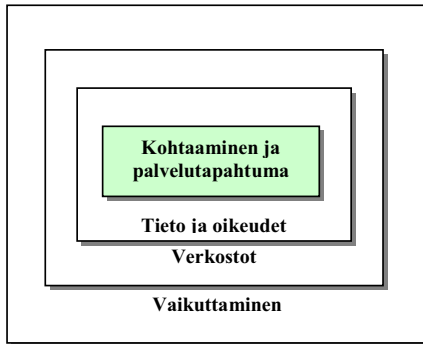 Kohtaaminen ja
palvelutapahtuma
Tieto ja oikeudet
Verkostot
Vaikuttaminen